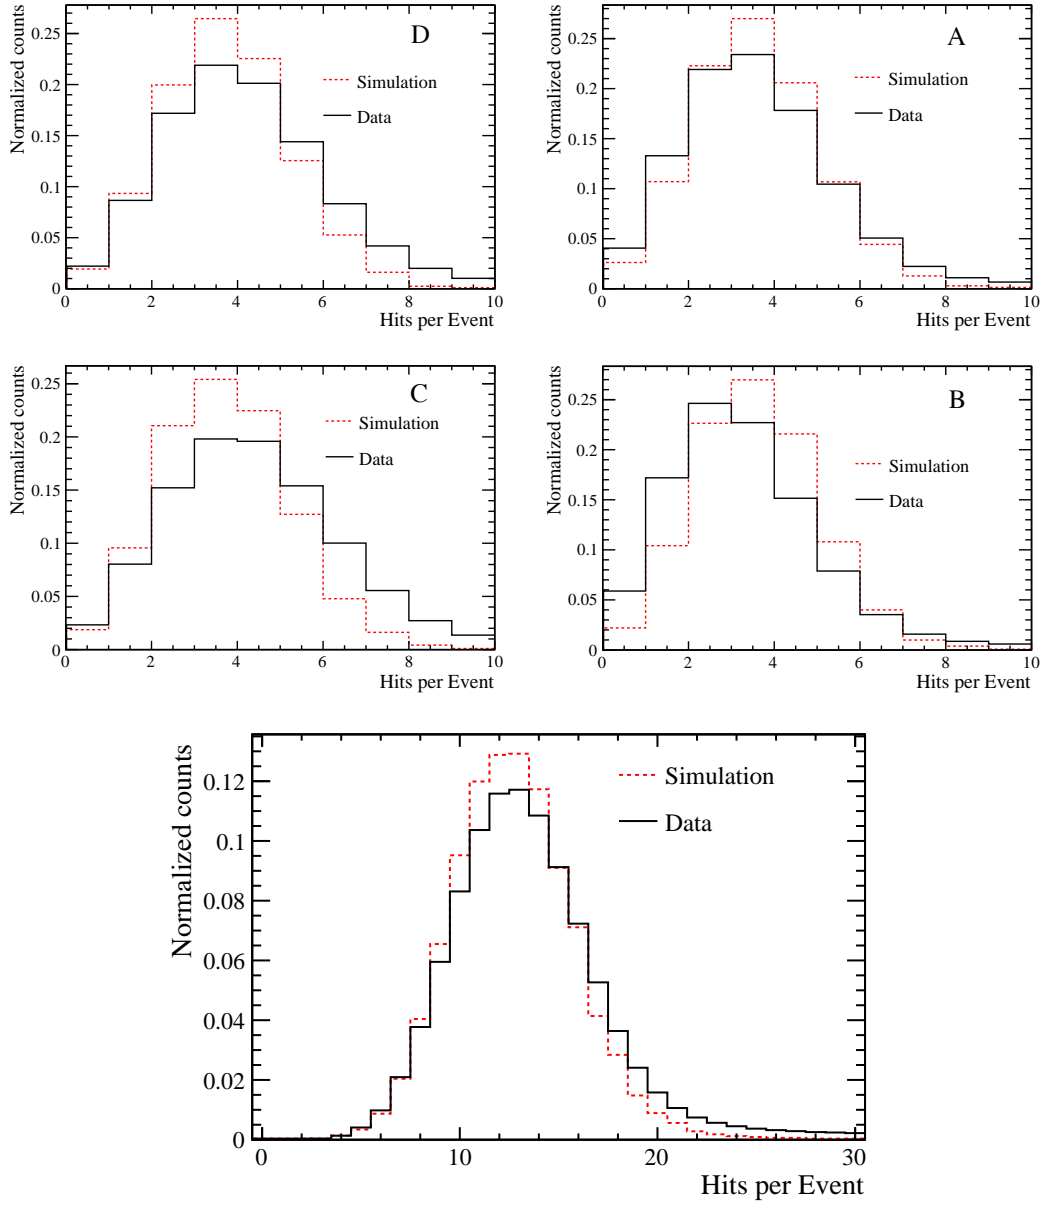 Normalized counts
0.25
0.2
0.15
0.1
0.05
0
D
Simulation
Data
0 2 4 6 8 10
Hits per Event
Normalized counts
0.25
0.2
0.15
0.1
0.05
0
A
Simulation
Data
0 2 4 6 8 10
Hits per Event
Normalized counts
0.25
0.2
0.15
0.1
0.05
0
C
Simulation
Data
0 2 4 6 8 10
Hits per Event
Normalized counts
0.25
0.2
0.15
0.1
0.05
0
B
Simulation
Data
0 2 4 6 8 10
Hits per Event
Normalized counts
0.12
0.1
0.08
0.06
0.04
0.02
0
Simulation
Data
0 10 20 30
Hits per Event